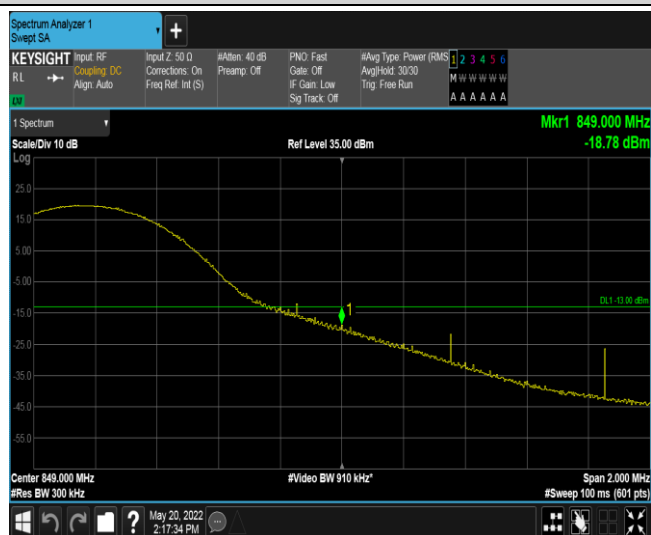 Spectrum Analyzer 1
Swept SA
+
KEYSIGHT Input: RF Input Z: 50 Ω #Atten: 40 dB PNO: Fast #Avg Type: Power (RMS 1 2 3 4 5 6
R L Coupling: DC Corrections: On Preamp: Off Gate: Off Avg|Hold: 30/30 M W W W W W
Align: Auto Freq Ref: Int (S) IF Gain: Low Trig: Free Run
Sig Track: Off A A A A A A
1 Spectrum
Mkr1 849.000 MHz
Scale/Div 10 dB Ref Level 35.00 dBm -18.78 dBm
Log
25.0
15.0
5.00
-5.00
DL1 -13.00 dBm
1
-15.0
-25.0
-35.0
-45.0
-55.0
Center 849.000 MHz #Video BW 910 kHz* Span 2.000 MHz
#Res BW 300 kHz #Sweep 100 ms (601 pts)
? May 20, 2022
2:17:34 PM